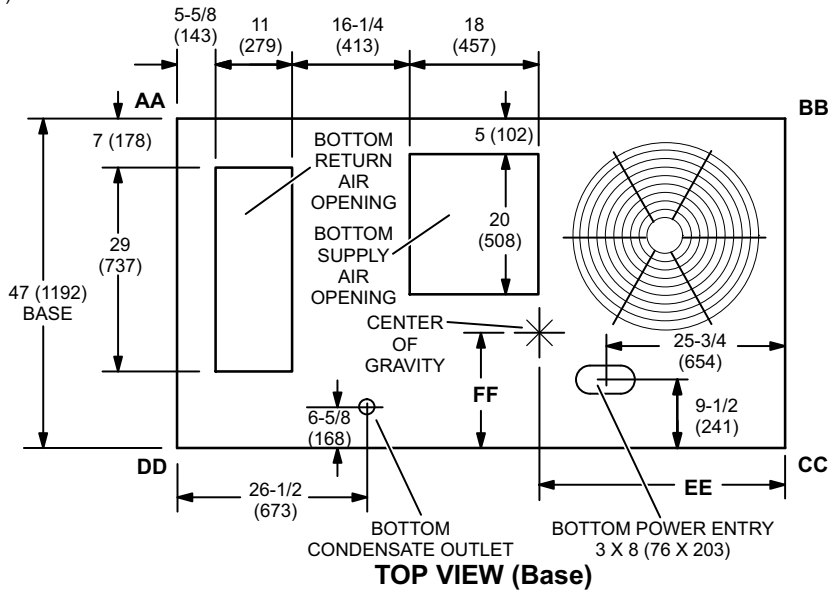 )
5-5/8
(143)
11
(279)
16-1/4
(413)
18
(457)
AA
BB
7 (178)
5 (102)
BOTTOM
RETURN
AIR
OPENING
29
(737)
BOTTOM
SUPPLY
AIR
OPENING
20
(508)
47 (1192)
BASE
CENTER
OF
GRAVITY
25-3/4
(654)
FF
6-5/8
(168)
9-1/2
(241)
DD
CC
26-1/2
(673)
EE
BOTTOM
CONDENSATE OUTLET
BOTTOM POWER ENTRY
3 X 8 (76 X 203)
TOP VIEW (Base)